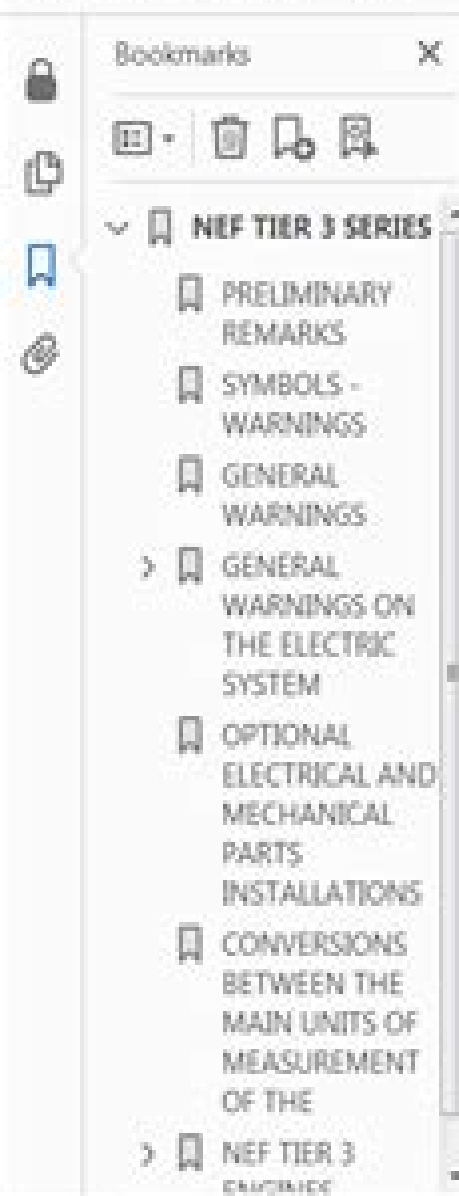 Bookmarks
NEF TIER 3 SERIES
PRELIMINARY
REMARKS
SYMBOLS -
WARNINGS
GENERAL
WARNINGS
GENERAL
WARNINGS ON
THE ELECTRIC
SYSTEM
OPTIONAL
ELECTRICAL AND
MECHANICAL
PARTS
INSTALLATIONS
CONVERSIONS
BETWEEN THE
MAIN UNITS OF
MEASUREMENT
OF THE
NEF TIER 3
ENGINES